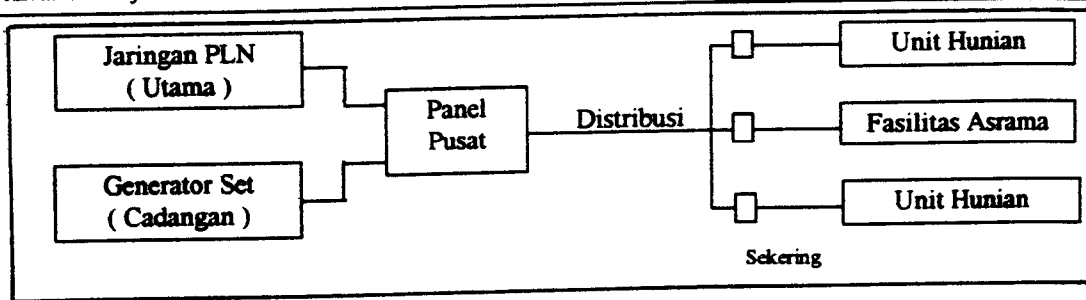 Jaringan PLN
( Utama )
Generator Set
( Cadangan )
Panel
Pusat
Distribusi
Unit Hunian
Fasilitas Asrama
Unit Hunian
Sekering